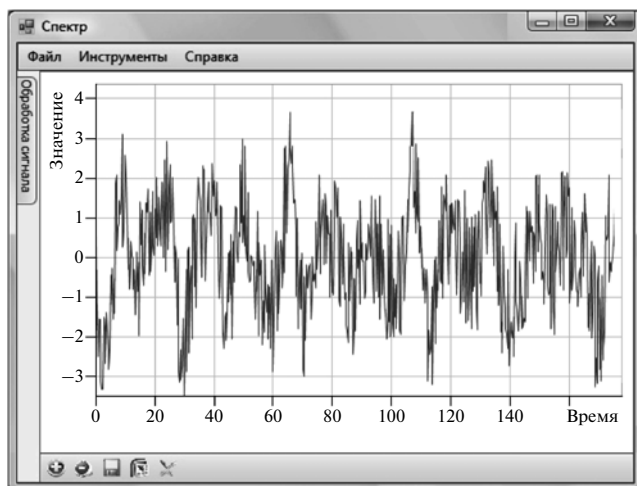 Спектр
Файл Инструменты Справка
Обработка сигнала
Значение
4
3
2
1
0
−1
−2
−3
0 20 40 60 80 100 120 140 Время